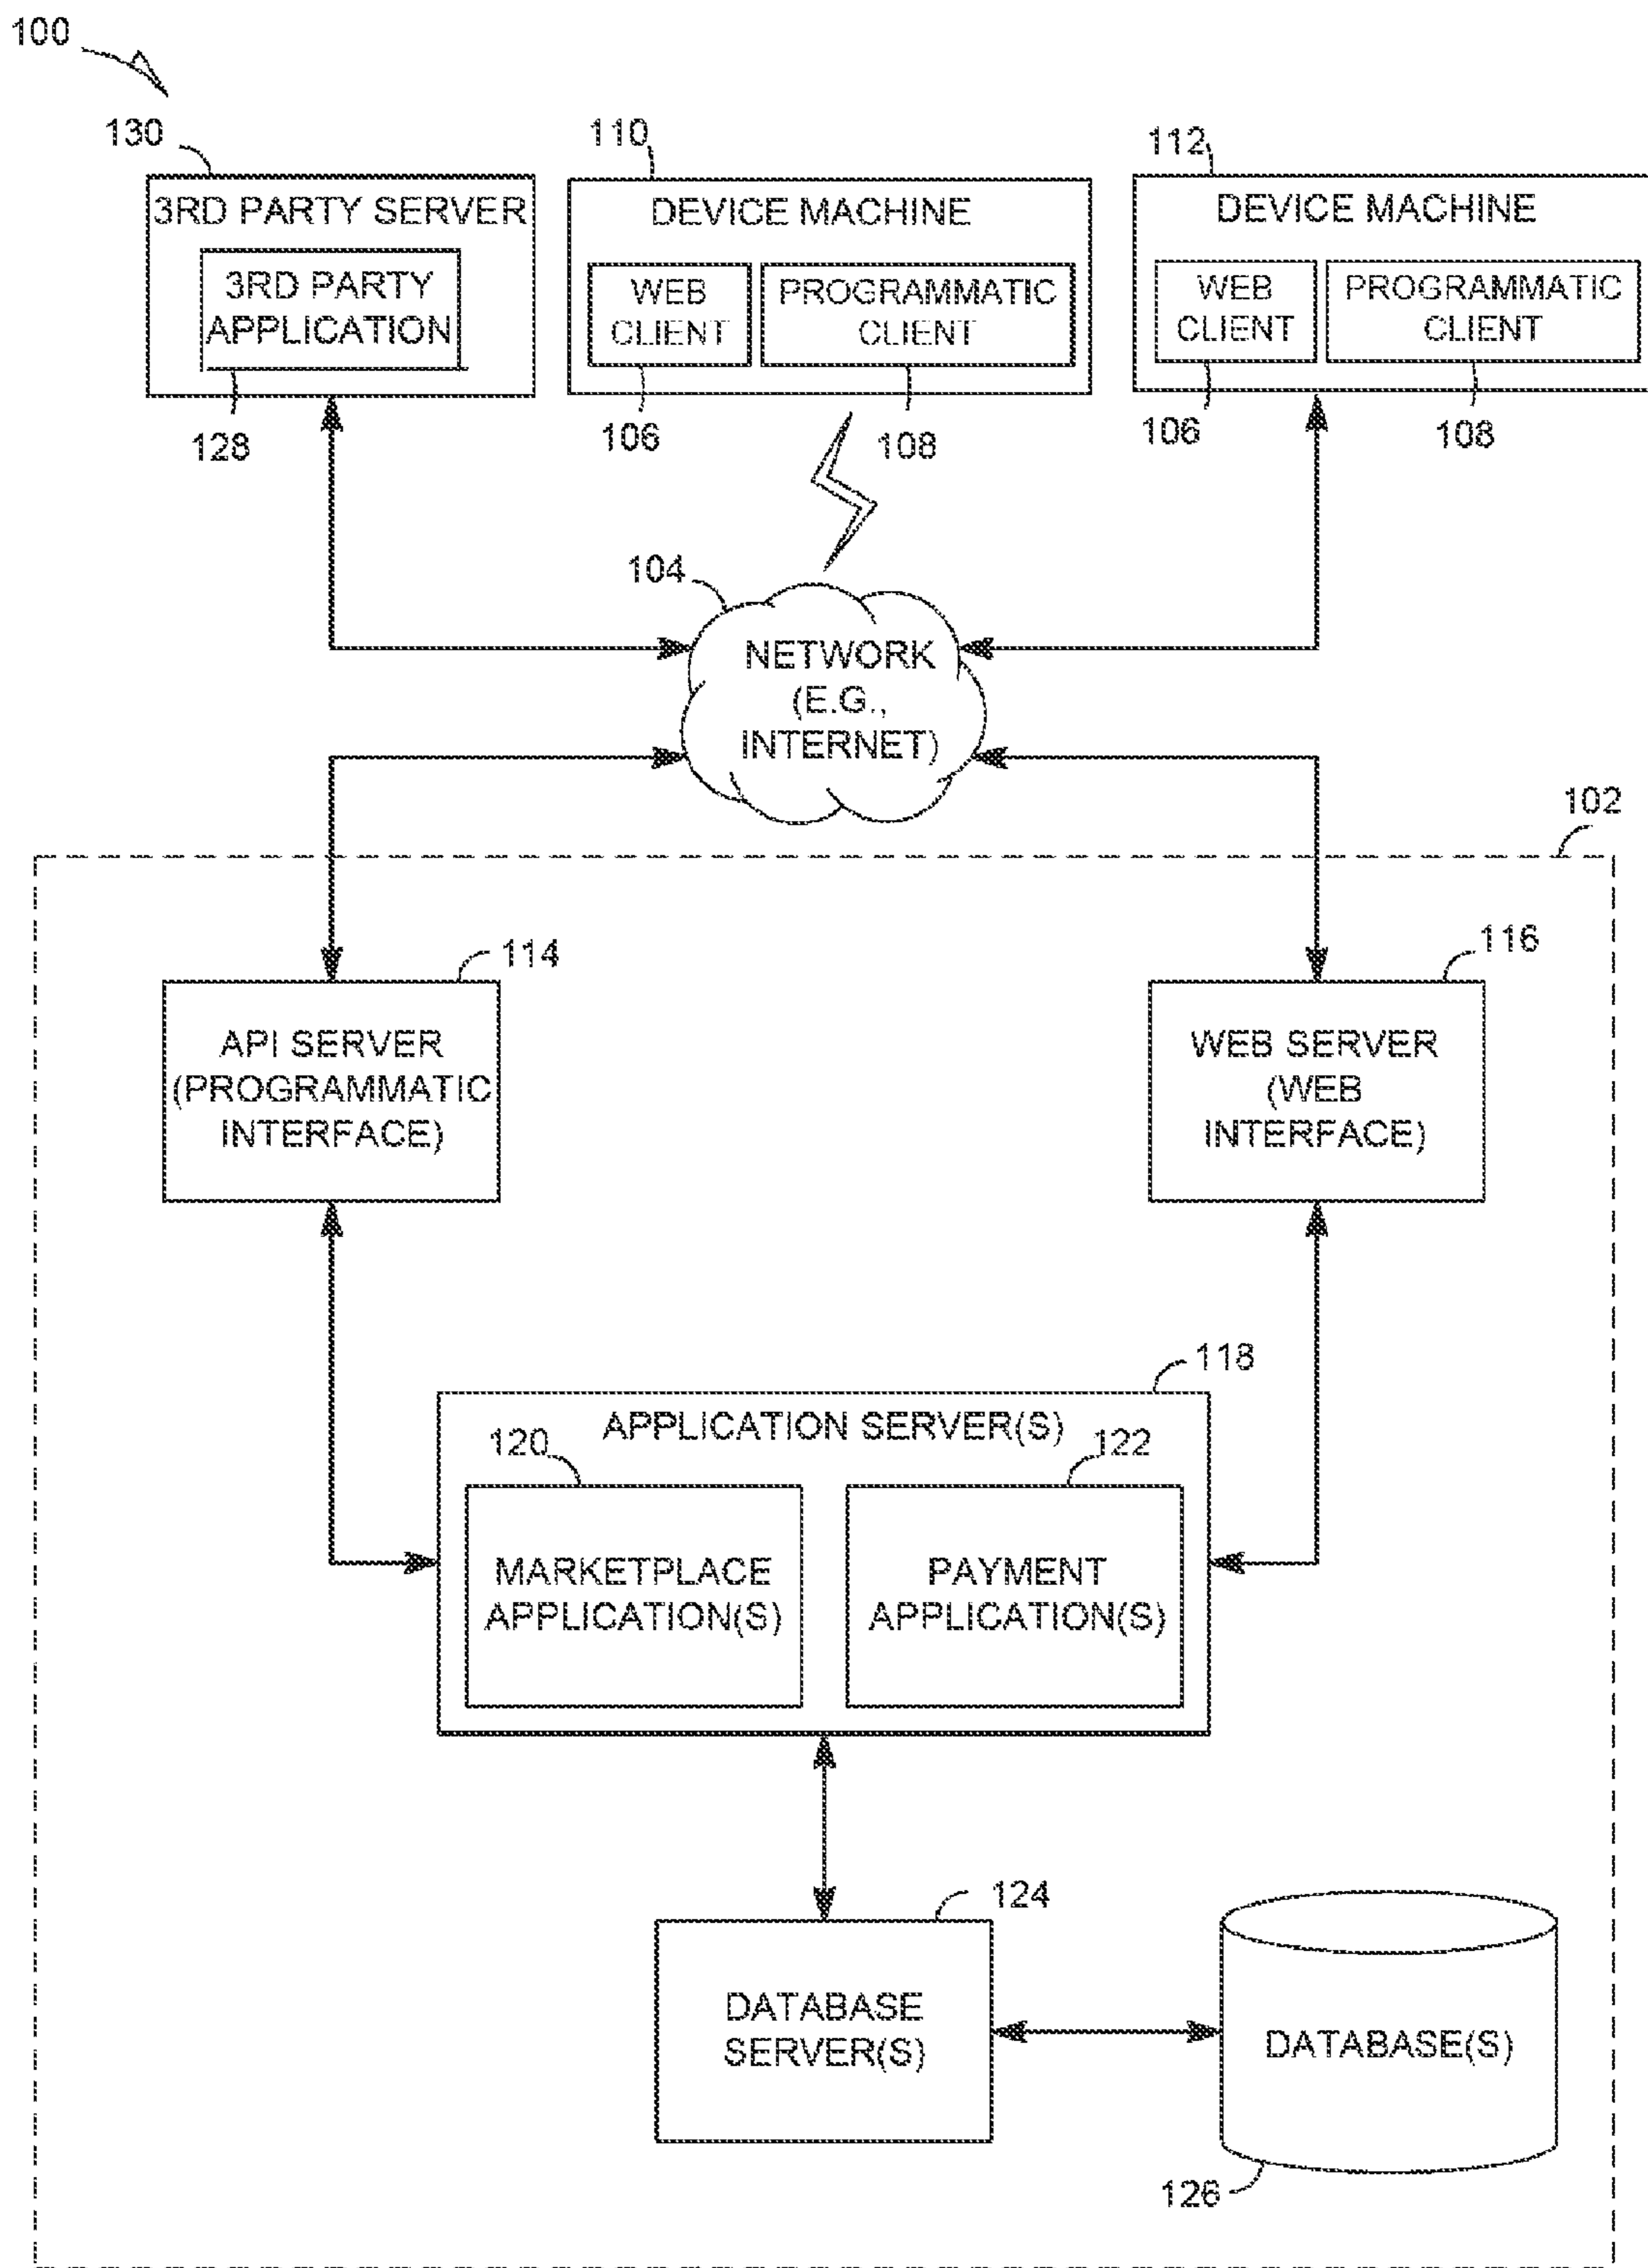 100
130
110
112
3RD PARTY SERVER
3RD PARTY
APPLICATION
128
DEVICE MACHINE
WEB
CLIENT
PROGRAMMATIC
CLIENT
106
108
DEVICE MACHINE
WEB
CLIENT
PROGRAMMATIC
CLIENT
106
108
104
NETWORK
(E.G.,
INTERNET)
102
114
API SERVER
(PROGRAMMATIC
INTERFACE)
116
WEB SERVER
(WEB
INTERFACE)
118
APPLICATION SERVER(S)
120
122
MARKETPLACE
APPLICATION(S)
PAYMENT
APPLICATION(S)
124
DATABASE
SERVER(S)
DATABASE(S)
126